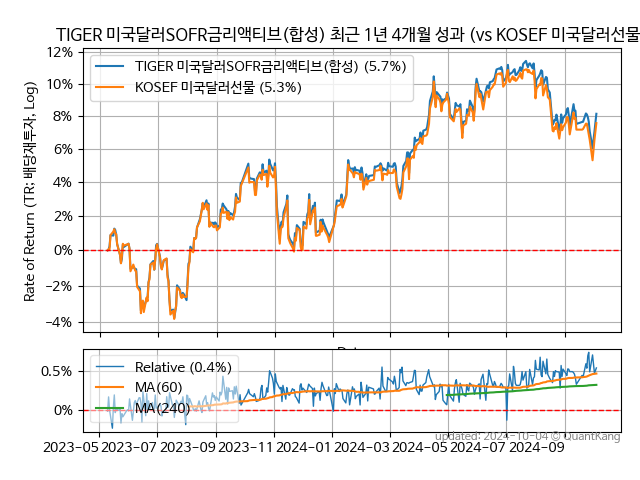 TIGER 미국달러SOFR금리액티브(합성) 최근 1년 4개월 성과 (vs KOSEF 미국달러선물
Rate of Return (TR: 배당재투자, Log)
12%
10%
8%
6%
4%
2%
0%
−2%
−4%
TIGER 미국달러SOFR금리액티브(합성) (5.7%)
KOSEF 미국달러선물 (5.3%)
0.5%
0%
Relative (0.4%)
MA(60)
MA(240)
2023-05 2023-07 2023-09 2023-11 2024-01 2024-03 2024-05 2024-07 2024-09
updated: 2024-10-04 © QuantKang